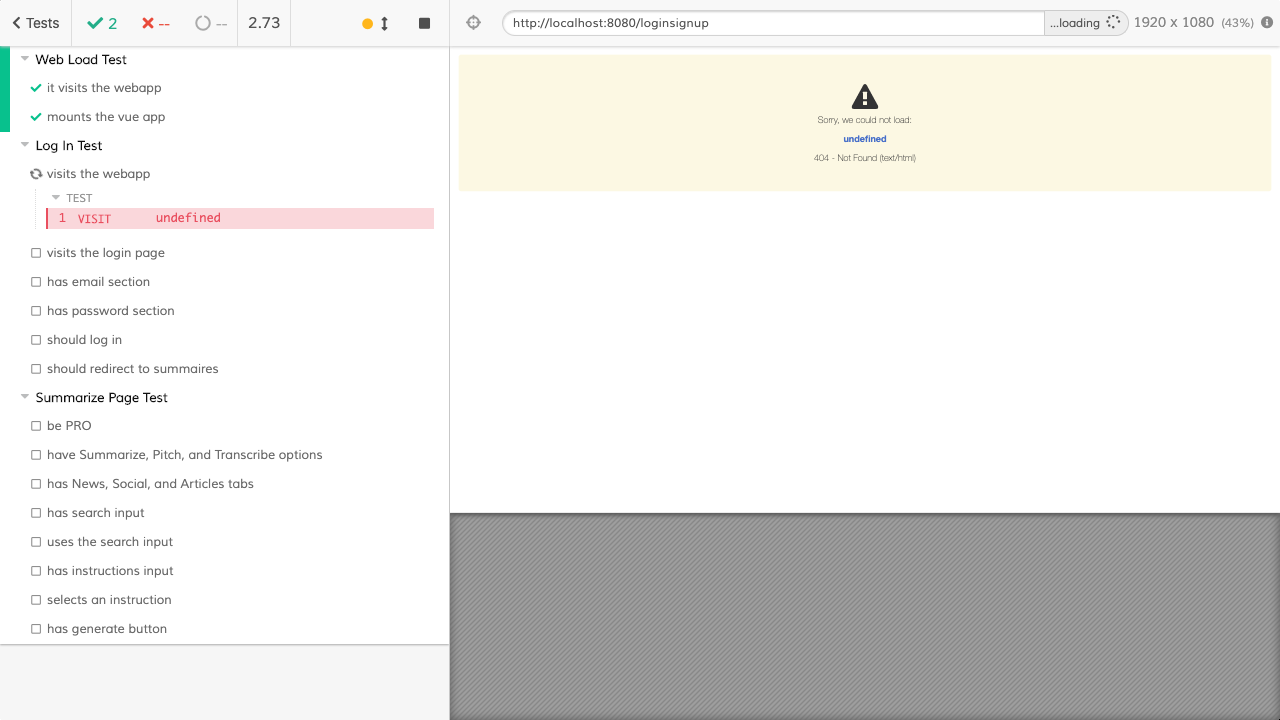 Tests
2
--
--
2.73
http://localhost:8080/loginsignup
...loading
1920 x 1080 (43%)
Web Load Test
it visits the webapp
mounts the vue app
Log In Test
visits the webapp
TEST
1 VISIT undefined
visits the login page
has email section
has password section
should log in
should redirect to summaires
Summarize Page Test
be PRO
have Summarize, Pitch, and Transcribe options
has News, Social, and Articles tabs
has search input
uses the search input
has instructions input
selects an instruction
has generate button
Sorry, we could not load:
undefined
404 - Not Found (text/html)